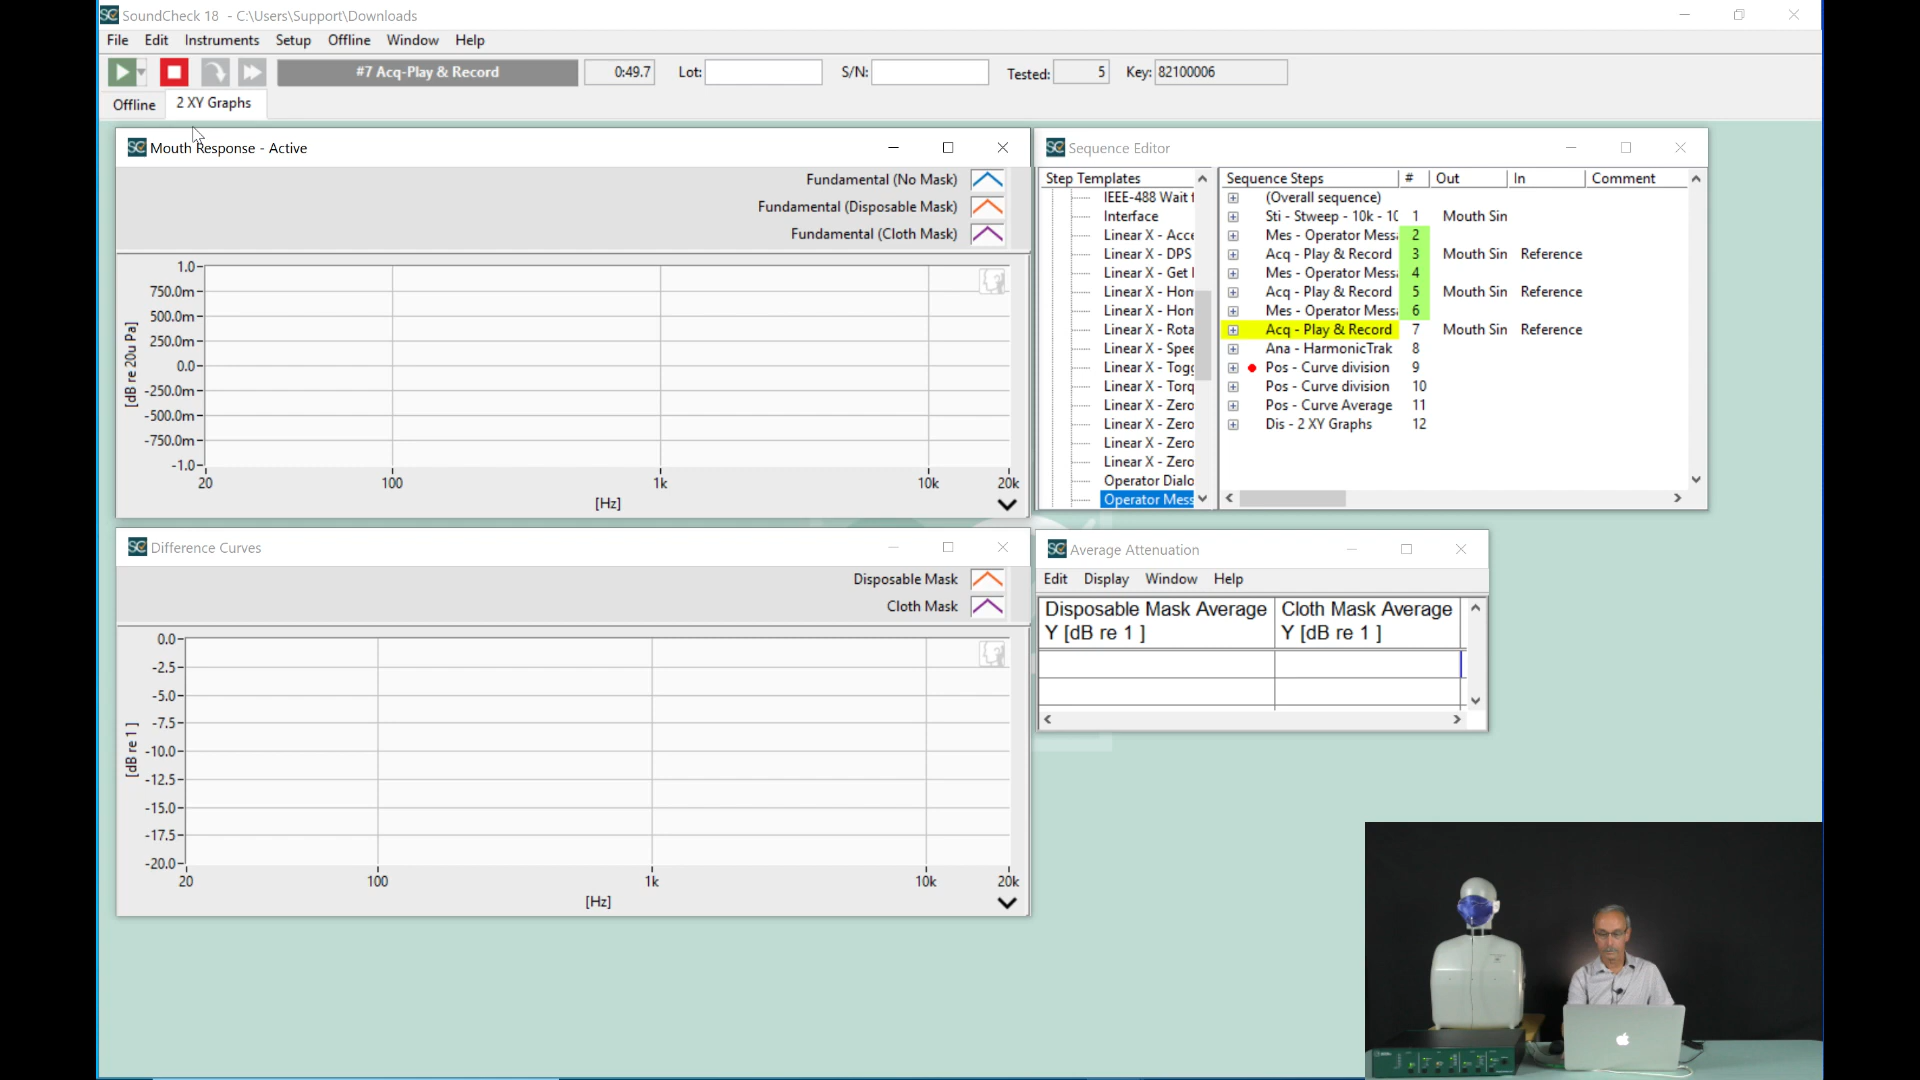 SoundCheck 18 - C:\Users\Support\Downloads
File Edit Instruments Setup Offline Window Help
#7 Acq-Play & Record 0:49.7 Lot: S/N: Tested: 5 Key: 82100006
Offline 2 XY Graphs
Mouth Response - Active
Fundamental (No Mask)
Fundamental (Disposable Mask)
Fundamental (Cloth Mask)
1.0
750.0m
500.0m
250.0m
0.0
-250.0m
-500.0m
-750.0m
-1.0
[dB re 20u Pa]
20 100 1k 10k 20k
[Hz]
Sequence Editor
Step Templates
IEEE-488 Wait f
Interface
Linear X - Acce
Linear X - DPS
Linear X - Get I
Linear X - Hom
Linear X - Hom
Linear X - Rota
Linear X - Spee
Linear X - Togg
Linear X - Torq
Linear X - Zero
Linear X - Zero
Linear X - Zero
Linear X - Zero
Operator Dialo
Operator Mess
Sequence Steps # Out In Comment
(Overall sequence)
Sti - Stweep - 10k - 10 1 Mouth Sin
Mes - Operator Messa 2
Acq - Play & Record 3 Mouth Sin Reference
Mes - Operator Messa 4
Acq - Play & Record 5 Mouth Sin Reference
Mes - Operator Messa 6
Acq - Play & Record 7 Mouth Sin Reference
Ana - HarmonicTrak 8
Pos - Curve division 9
Pos - Curve division 10
Pos - Curve Average 11
Dis - 2 XY Graphs 12
Difference Curves
Disposable Mask
Cloth Mask
0.0
-2.5
-5.0
-7.5
-10.0
-12.5
-15.0
-17.5
-20.0
[dB re 1 ]
20 100 1k 10k 20k
[Hz]
Average Attenuation
Edit Display Window Help
Disposable Mask Average Cloth Mask Average
Y [dB re 1 ] Y [dB re 1 ]